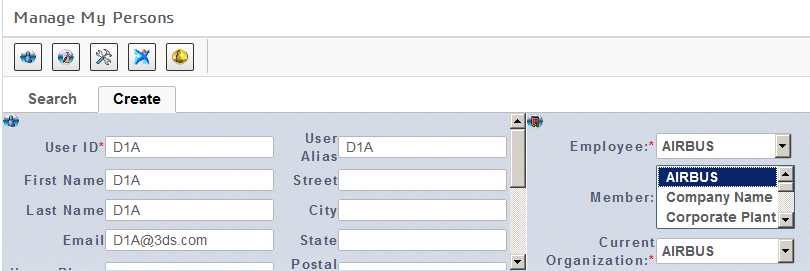 Manage My Persons
Search Create
User ID* D1A
User Alias D1A
First Name D1A
Street
Last Name D1A
City
Email D1A@3ds.com
State
Postal
Employee:* AIRBUS
Member: AIRBUS
Company Name
Corporate Plant
Current Organization:* AIRBUS